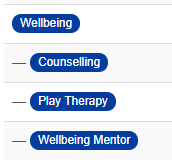 Wellbeing
— Counselling
— Play Therapy
— Wellbeing Mentor